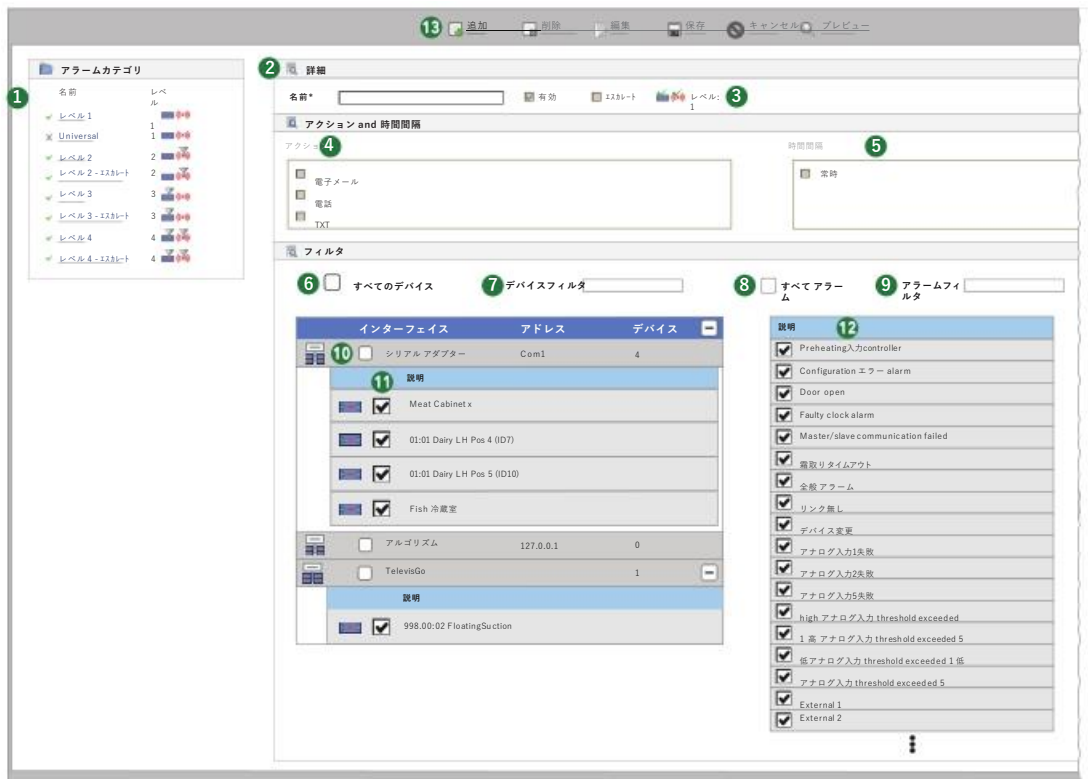 13 追加 削除 編集 保存 キャンセル プレビュー
アラームカテゴリ
1
名前 レベル
レベル 1 1
Universal 1
レベル 2 2
レベル 2 - エスカレート 2
レベル 3 3
レベル 3 - エスカレート 3
レベル 4 4
レベル 4 - エスカレート 4
2 詳細
名前* 有効 エスカレート レベル: 1 3
アクション and 時間間隔
アクショ 4 時間間隔 5
電子メール 常時
電話
TXT
フィルタ
6 すべてのデバイス 7 デバイスフィルタ 8 すべて アラーム 9 アラームフィルタ
インターフェイス アドレス デバイス
10 シリアル アダプター Com1 4
11 説明
Meat Cabinet x
01:01 Dairy LH Pos 4 (ID7)
01:01 Dairy LH Pos 5 (ID10)
Fish 冷蔵室
アルゴリズム 127.0.0.1 0
TelevisGo 1
説明
998.00:02 FloatingSuction
説明 12
Preheating入力controller
Configuration エラー alarm
Door open
Faulty clock alarm
Master/slave communication failed
霜取りタイムアウト
全般 アラーム
リンク無し
デバイス変更
アナログ入力1失敗
アナログ入力2失敗
アナログ入力5失敗
high アナログ入力 threshold exceeded
1 高 アナログ入力 threshold exceeded 5
低アナログ入力 threshold exceeded 1 低
アナログ入力 threshold exceeded 5
External 1
External 2